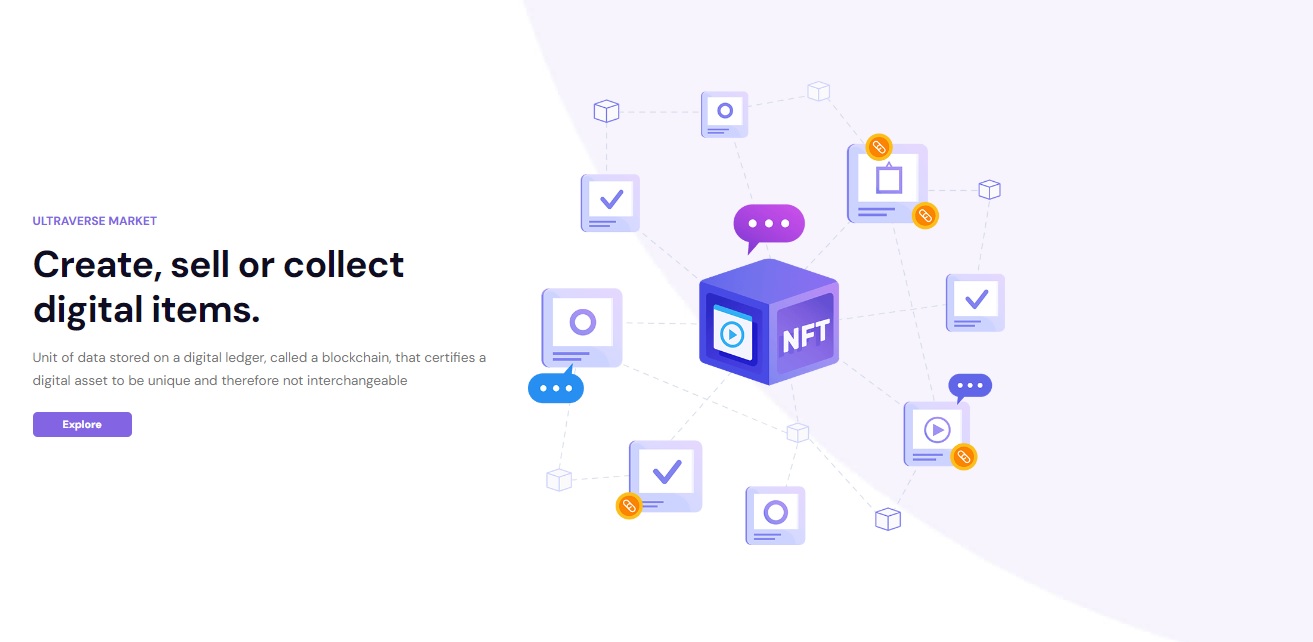 ULTRAVERSE MARKET
Create, sell or collect
digital items.
Unit of data stored on a digital ledger, called a blockchain, that certifies a
digital asset to be unique and therefore not interchangeable
Explore
NFT